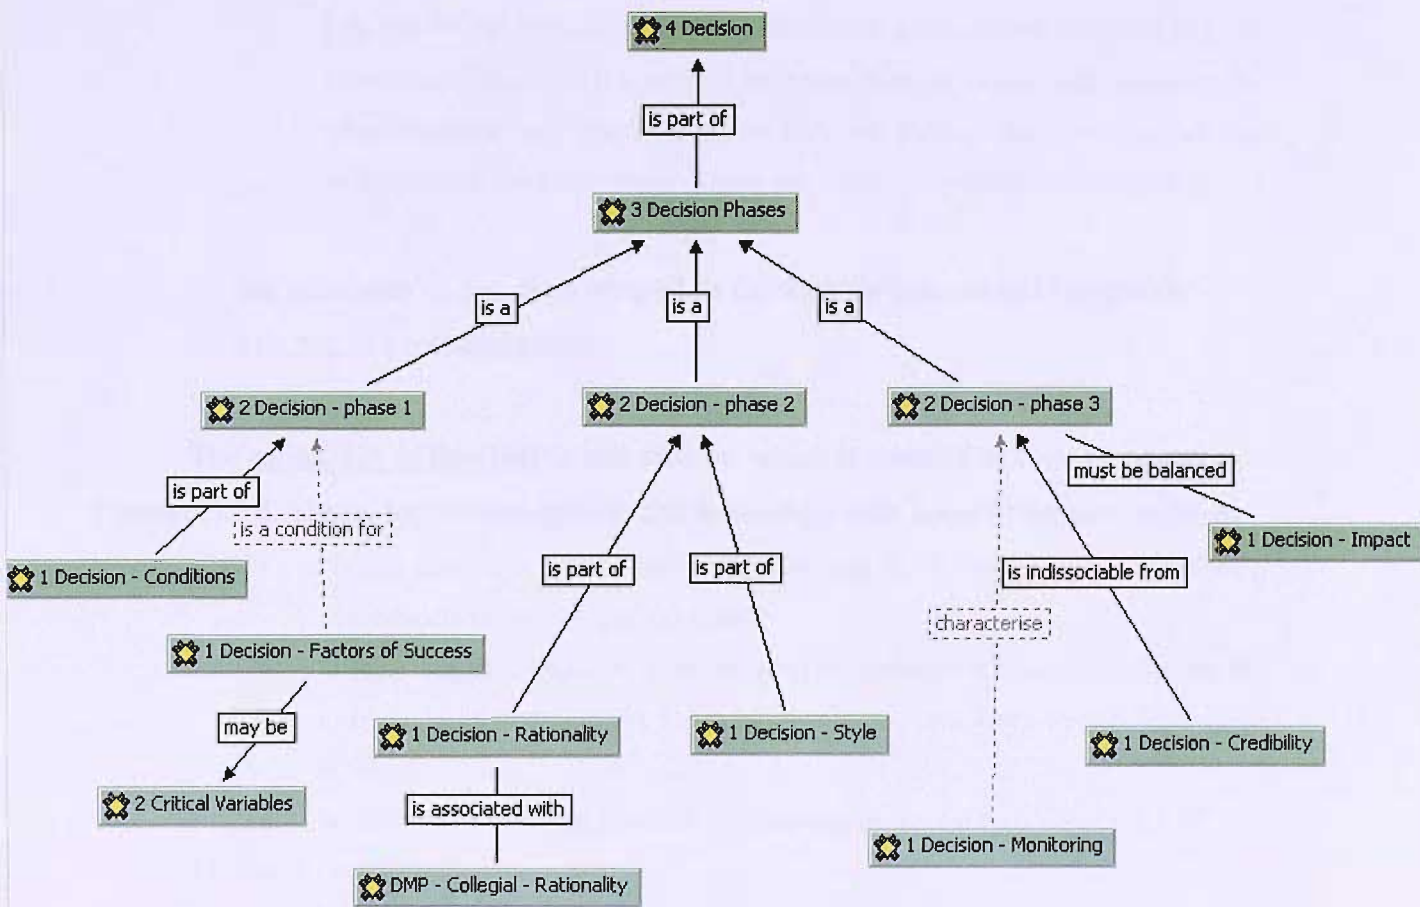 4 Decision
is part of
3 Decision Phases
is a
is a
is a
2 Decision - phase 1
2 Decision - phase 2
2 Decision - phase 3
is part of
is a condition for
must be balanced
1 Decision - Impact
1 Decision - Conditions
is part of
is part of
is indissociable from
characterise
1 Decision - Factors of Success
may be
1 Decision - Rationality
1 Decision - Style
1 Decision - Credibility
2 Critical Variables
is associated with
1 Decision - Monitoring
DMP - Collegial - Rationality